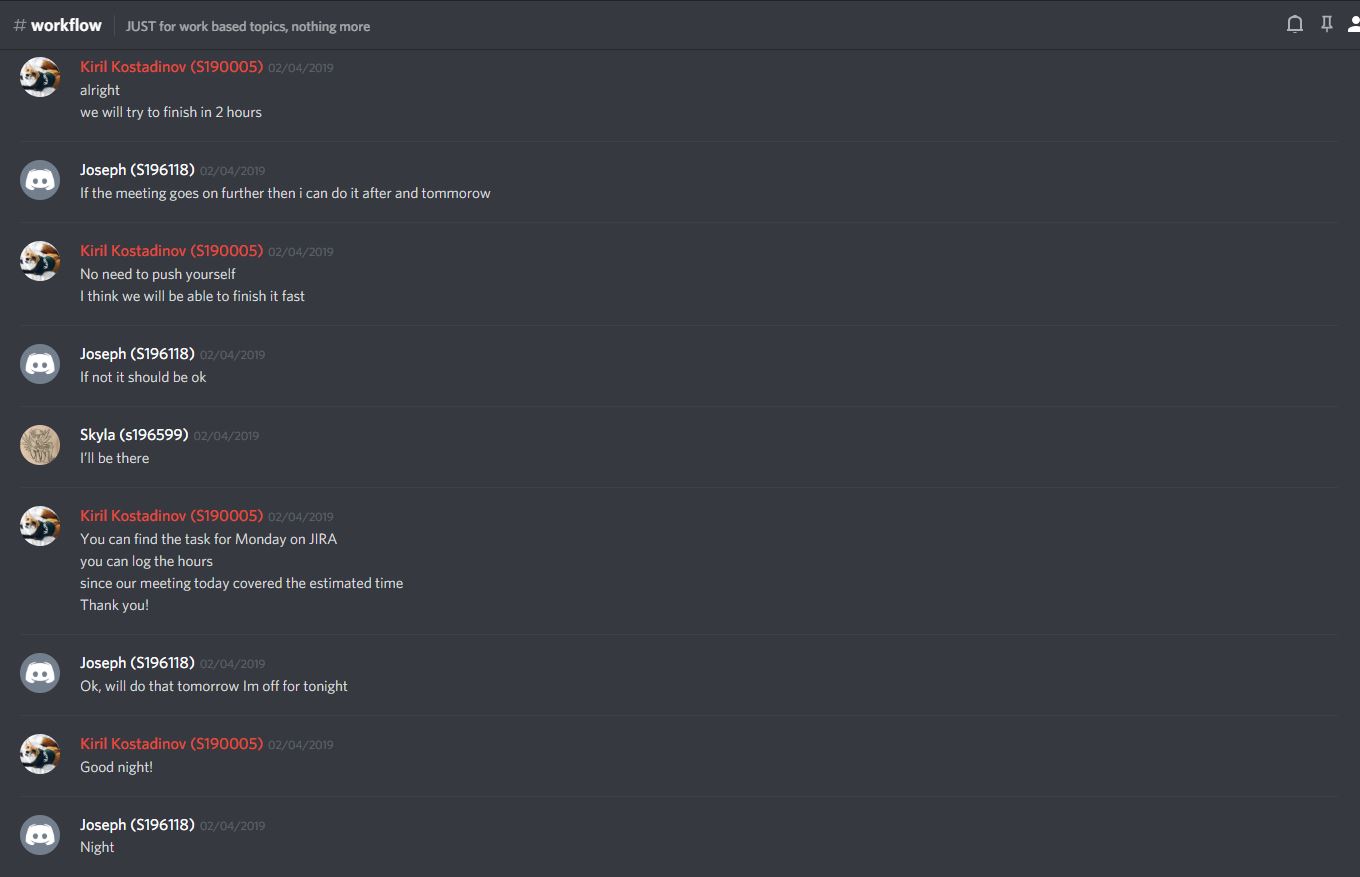 # workflow JUST for work based topics, nothing more
Kiril Kostadinov (S190005) 02/04/2019
alright
we will try to finish in 2 hours
Joseph (S196118) 02/04/2019
If the meeting goes on further then i can do it after and tommorow
Kiril Kostadinov (S190005) 02/04/2019
No need to push yourself
I think we will be able to finish it fast
Joseph (S196118) 02/04/2019
If not it should be ok
Skyla (s196599) 02/04/2019
I'll be there
Kiril Kostadinov (S190005) 02/04/2019
You can find the task for Monday on JIRA
you can log the hours
since our meeting today covered the estimated time
Thank you!
Joseph (S196118) 02/04/2019
Ok, will do that tomorrow Im off for tonight
Kiril Kostadinov (S190005) 02/04/2019
Good night!
Joseph (S196118) 02/04/2019
Night